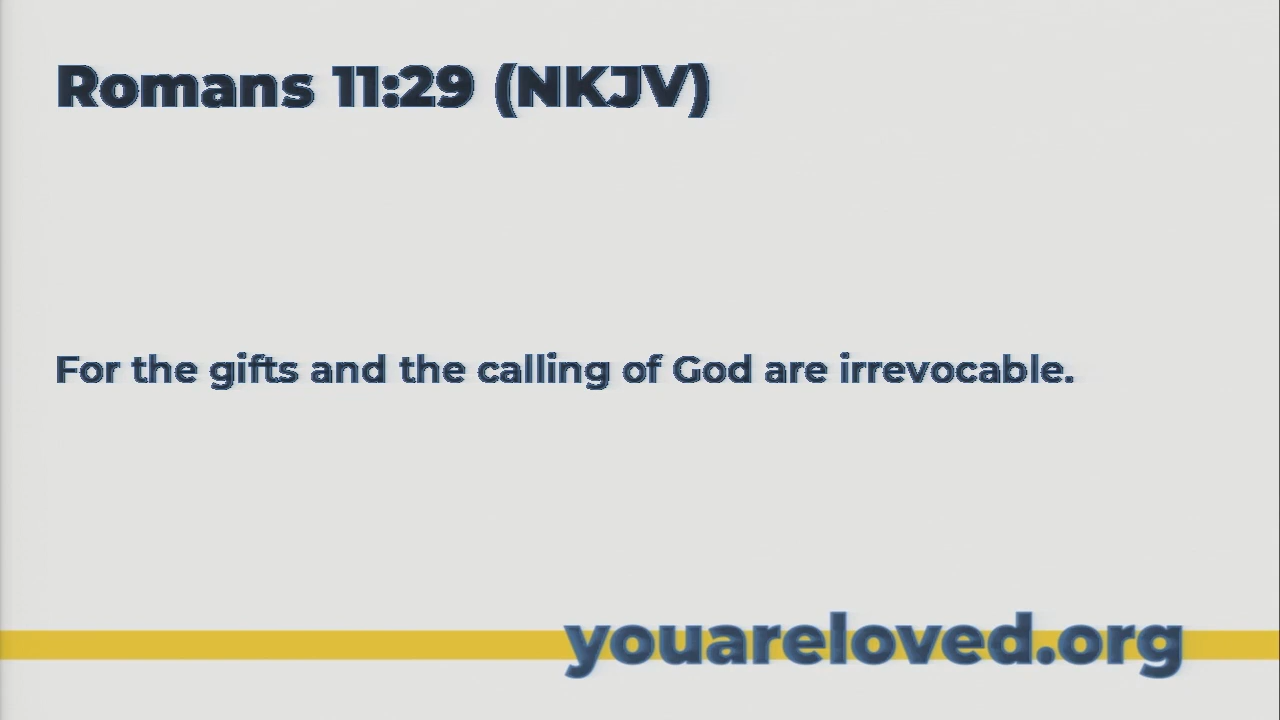 Romans 11:29 (NKJV)
For the gifts and the calling of God are irrevocable.
youareloved.org